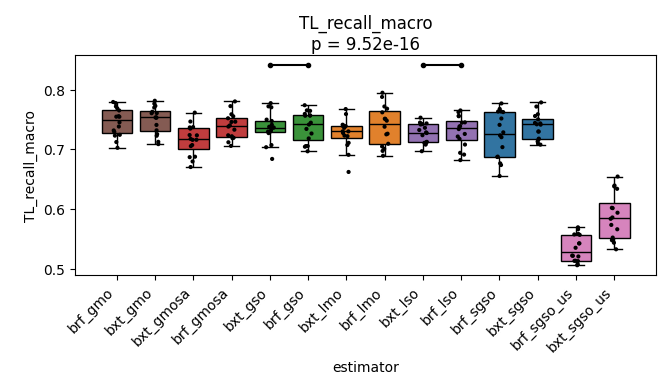 TL_recall_macro
p = 9.52e-16
TL_recall_macro
0.8
0.7
0.6
0.5
brf_gmo
bxt_gmo
bxt_gmosa
brf_gmosa
bxt_gso
brf_gso
bxt_lmo
brf_lmo
bxt_lso
brf_lso
brf_sgso
bxt_sgso
brf_sgso_us
bxt_sgso_us
estimator